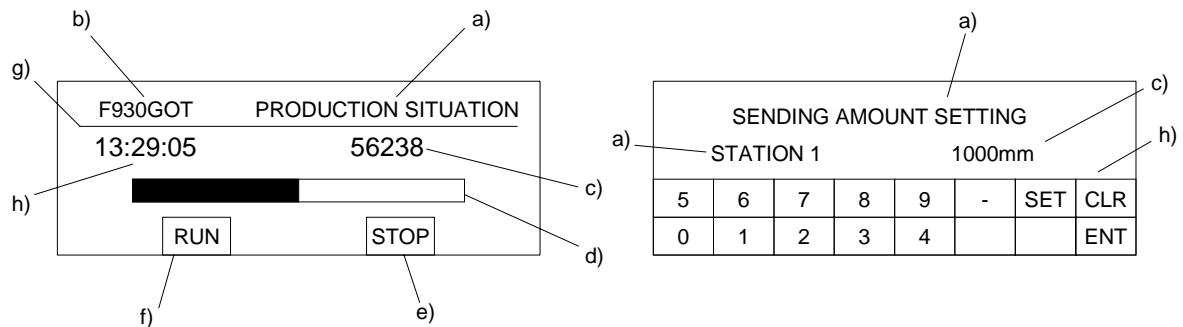 b)
a)
g)
F930GOT
PRODUCTION SITUATION
13:29:05
56238
c)
h)
d)
RUN
STOP
f)
e)
a)
c)
SENDING AMOUNT SETTING
a)
STATION 1
1000mm
h)
5 6 7 8 9 - SET CLR
0 1 2 3 4 ENT